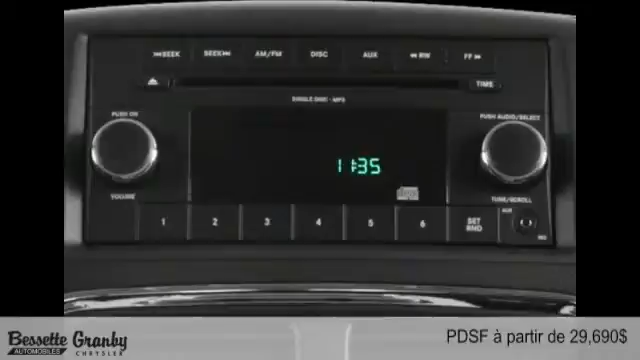 ⏮SEEK SEEK⏭ AM/FM DISC AUX ◀◀ RW FF ▶▶
TIME
SINGLE DISC - MP3
PUSH ON
PUSH AUDIO/SELECT
11:35
VOLUME
TUNE/SCROLL
1 2 3 4 5 6 SET RND
AUX
Bessette Granby
AUTOMOBILES CHRYSLER
PDSF à partir de 29,690$